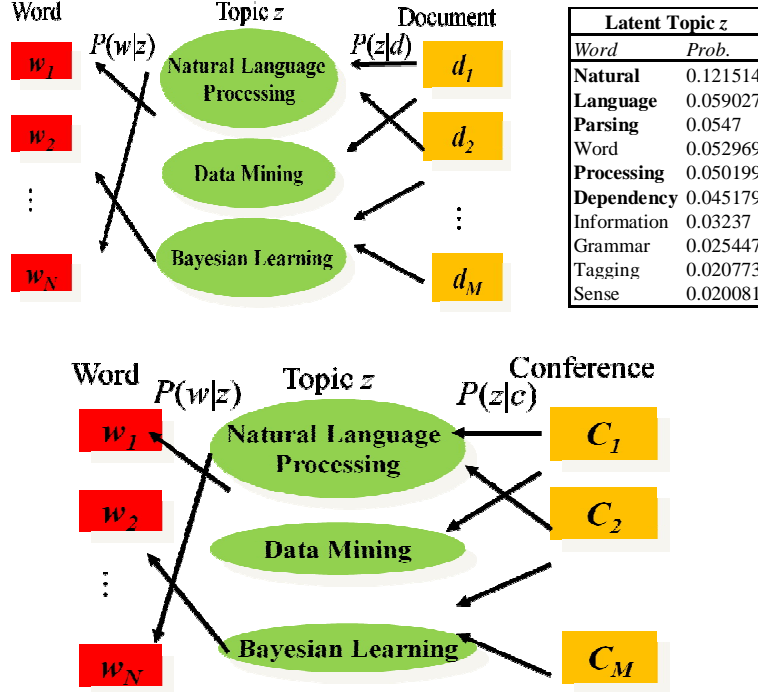 Word Topic z Document
P(w|z) P(z|d)
w1 Natural Language Processing d1
w2 Data Mining d2
⋮ ⋮
Bayesian Learning
wN dM
Latent Topic z
Word Prob.
Natural 0.121514
Language 0.059027
Parsing 0.0547
Word 0.052969
Processing 0.050199
Dependency 0.045179
Information 0.03237
Grammar 0.025447
Tagging 0.020773
Sense 0.020081
Word Topic z Conference
P(w|z) P(z|c)
w1 Natural Language Processing C1
w2 Data Mining C2
⋮
wN Bayesian Learning CM